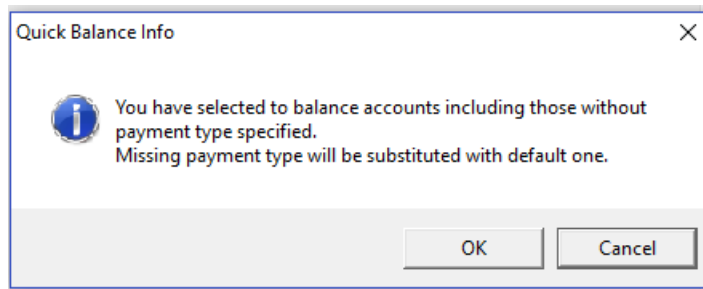 Quick Balance Info
You have selected to balance accounts including those without
payment type specified.
Missing payment type will be substituted with default one.
OK
Cancel